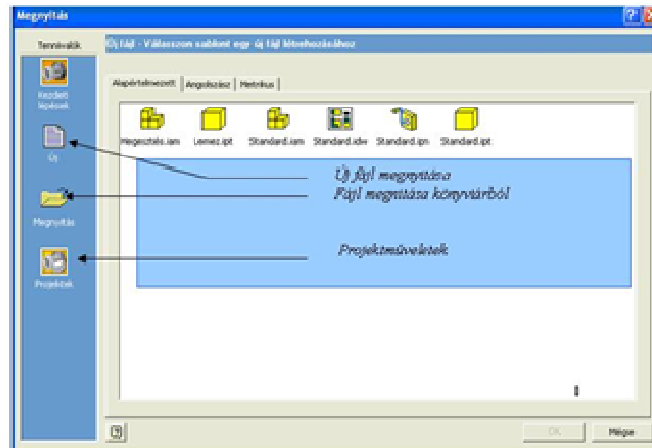 Megnyitás
Tennivalók
Új fájl - Válasszon sablont egy új fájl létrehozásához
Alapértelmezett
Angolszász
Metrikus
Kezdeti lépések
Új
Megnyitás
Projektek
Hegesztés.iam
Lemez.ipt
Standard.iam
Standard.idw
Standard.ipn
Standard.ipt
Új fájl megnyitása
Fájl megnitása könyvtárból
Projektműveletek
OK
Mégse